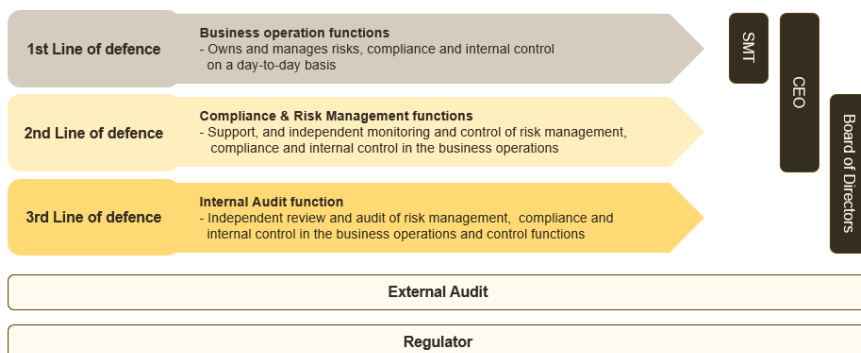 1st Line of defence
Business operation functions
- Owns and manages risks, compliance and internal control
on a day-to-day basis
2nd Line of defence
Compliance & Risk Management functions
- Support, and independent monitoring and control of risk management,
compliance and internal control in the business operations
3rd Line of defence
Internal Audit function
- Independent review and audit of risk management, compliance and
internal control in the business operations and control functions
SMT
CEO
Board of Directors
External Audit
Regulator